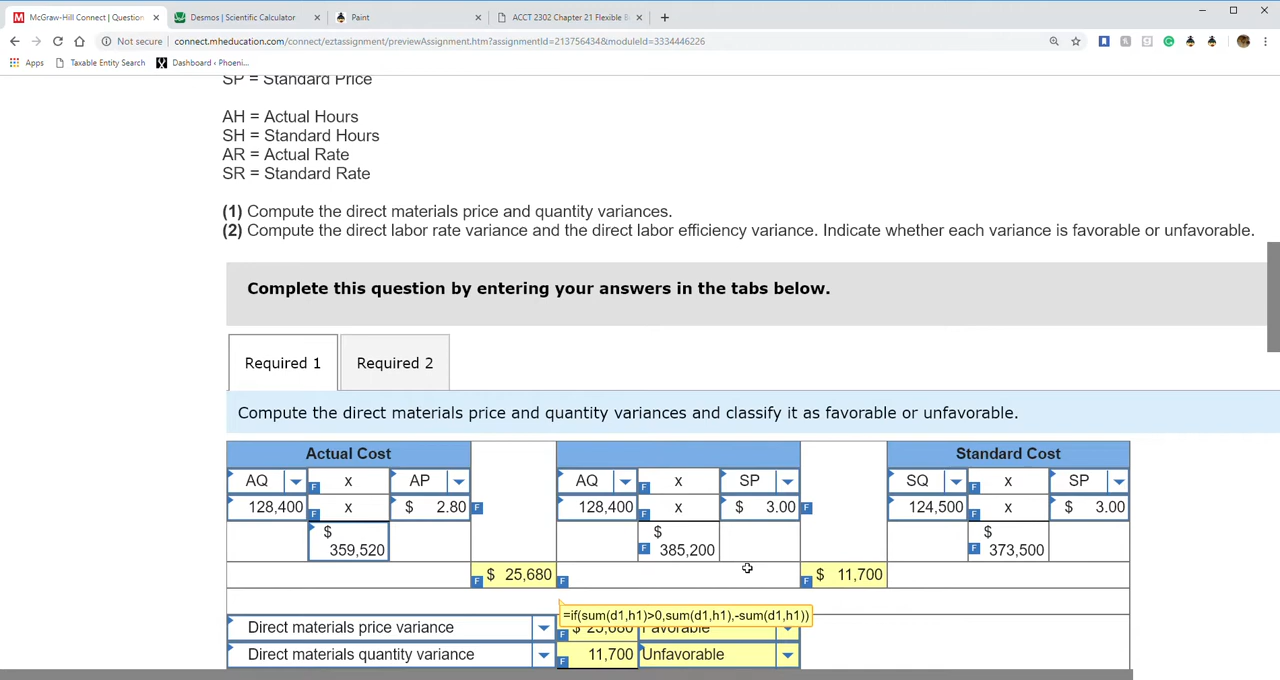 McGraw-Hill Connect | Question
Desmos | Scientific Calculator
Paint
ACCT 2302 Chapter 21 Flexible
Not secure | connect.mheducation.com/connect/eztassignment/previewAssignment.htm?assignmentId=213756434&moduleId=3334446226
Apps Taxable Entity Search Dashboard ‹ Phoeni...
SP = Standard Price
AH = Actual Hours
SH = Standard Hours
AR = Actual Rate
SR = Standard Rate
(1) Compute the direct materials price and quantity variances.
(2) Compute the direct labor rate variance and the direct labor efficiency variance. Indicate whether each variance is favorable or unfavorable.
Complete this question by entering your answers in the tabs below.
Required 1 Required 2
Compute the direct materials price and quantity variances and classify it as favorable or unfavorable.
Actual Cost Standard Cost
AQ x AP AQ x SP SQ x SP
128,400 x $ 2.80 128,400 x $ 3.00 124,500 x $ 3.00
$ $ $
359,520 385,200 373,500
$ 25,680 $ 11,700
=if(sum(d1,h1)>0,sum(d1,h1),-sum(d1,h1))
Direct materials price variance $ 25,680 Favorable
Direct materials quantity variance 11,700 Unfavorable